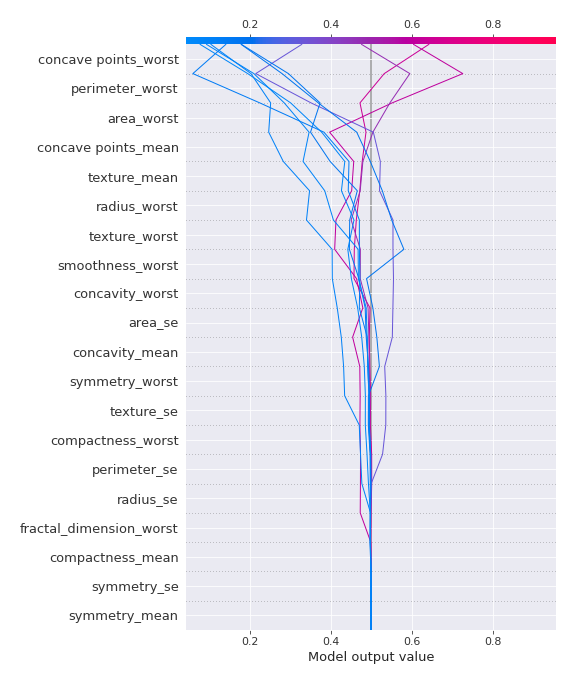 0.2 0.4 0.6 0.8
concave points_worst
perimeter_worst
area_worst
concave points_mean
texture_mean
radius_worst
texture_worst
smoothness_worst
concavity_worst
area_se
concavity_mean
symmetry_worst
texture_se
compactness_worst
perimeter_se
radius_se
fractal_dimension_worst
compactness_mean
symmetry_se
symmetry_mean
0.2 0.4 0.6 0.8
Model output value